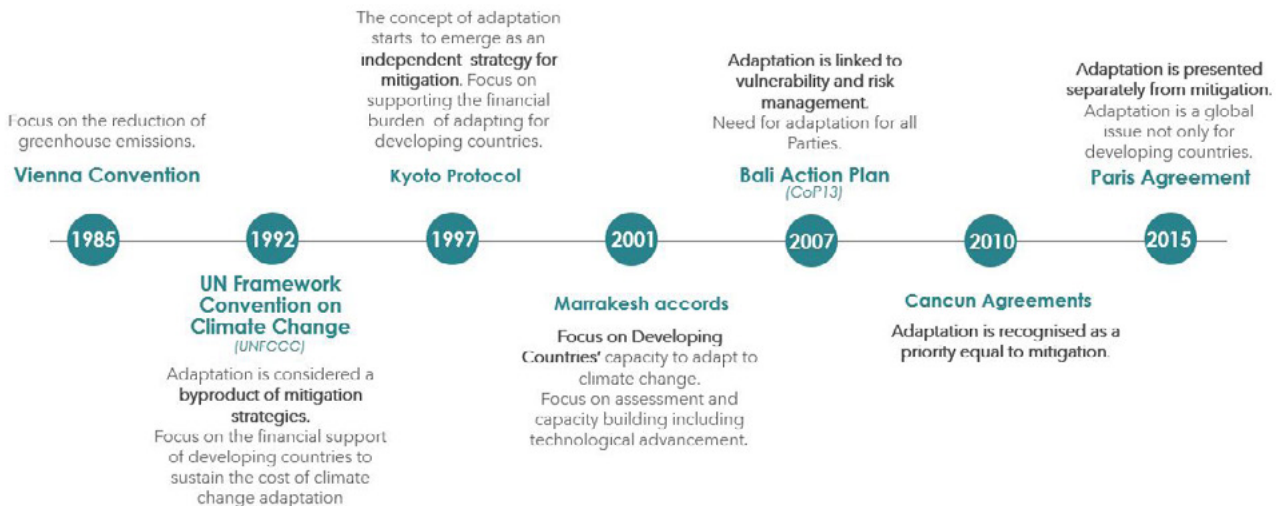 Focus on the reduction of
greenhouse emissions.
Vienna Convention
1985
1992
UN Framework
Convention on
Climate Change
(UNFCCC)
Adaptation is considered a
byproduct of mitigation
strategies.
Focus on the financial support
of developing countries to
sustain the cost of climate
change adaptation
The concept of adaptation
starts to emerge as an
independent strategy for
mitigation. Focus on
supporting the financial
burden of adapting for
developing countries.
Kyoto Protocol
1997
2001
Marrakesh accords
Focus on Developing
Countries' capacity to adapt to
climate change.
Focus on assessment and
capacity building including
technological advancement.
Adaptation is linked to
vulnerability and risk
management.
Need for adaptation for all
Parties.
Bali Action Plan
(CoP13)
2007
2010
Cancun Agreements
Adaptation is recognised as a
priority equal to mitigation.
Adaptation is presented
separately from mitigation.
Adaptation is a global
issue not only for
developing countries.
Paris Agreement
2015